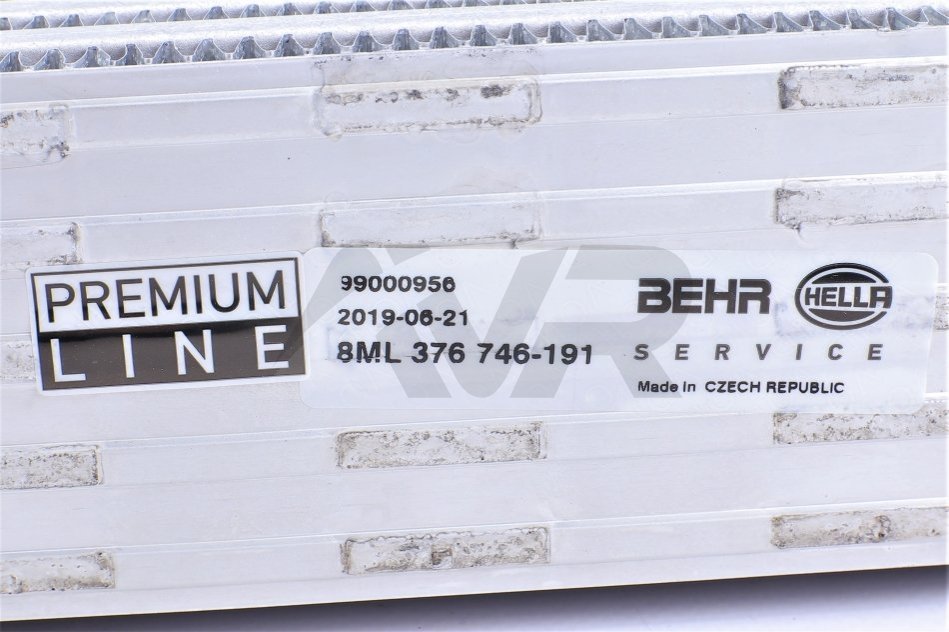 PREMIUM
LINE
99000956
2019-06-21
8ML 376 746-191
BEHR HELLA
SERVICE
Made in CZECH REPUBLIC